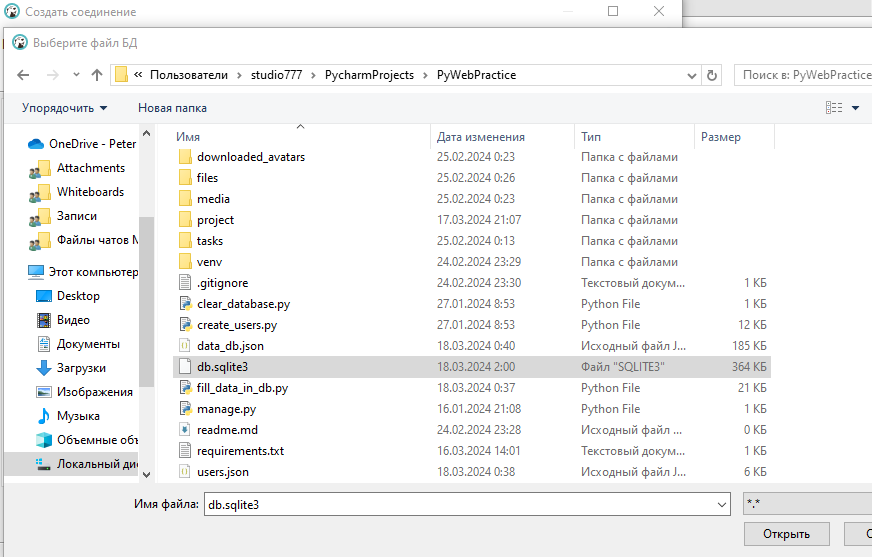 Создать соединение
Выберите файл БД
« Пользователи › studio777 › PycharmProjects › PyWebPractice
Поиск в: PyWebPractice
Упорядочить
Новая папка
OneDrive - Peter
Attachments
Whiteboards
Записи
Файлы чатов M
Этот компьютер
Desktop
Видео
Документы
Загрузки
Изображения
Музыка
Объемные объ
Локальный дис
Имя Дата изменения Тип Размер
downloaded_avatars 25.02.2024 0:23 Папка с файлами
files 25.02.2024 0:26 Папка с файлами
media 25.02.2024 0:23 Папка с файлами
project 17.03.2024 21:07 Папка с файлами
tasks 25.02.2024 0:13 Папка с файлами
venv 24.02.2024 23:29 Папка с файлами
.gitignore 24.02.2024 23:30 Текстовый докум... 1 КБ
clear_database.py 27.01.2024 8:53 Python File 1 КБ
create_users.py 27.01.2024 8:53 Python File 12 КБ
data_db.json 18.03.2024 0:40 Исходный файл J... 185 КБ
db.sqlite3 18.03.2024 2:00 Файл "SQLITE3" 364 КБ
fill_data_in_db.py 18.03.2024 0:37 Python File 21 КБ
manage.py 16.01.2024 21:08 Python File 1 КБ
readme.md 24.02.2024 23:28 Исходный файл ... 0 КБ
requirements.txt 16.03.2024 14:01 Текстовый докум... 1 КБ
users.json 18.03.2024 0:38 Исходный файл J... 6 КБ
Имя файла: db.sqlite3
*.*
Открыть